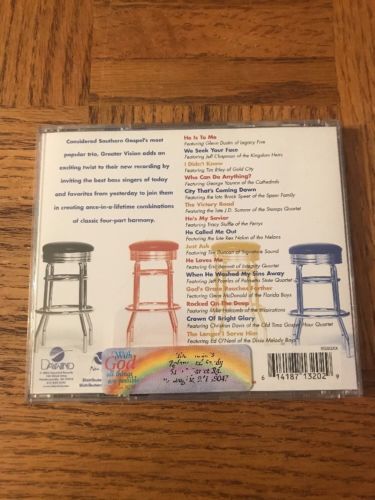 Considered Southern Gospel's most
popular trio, Greater Vision adds an
exciting twist to their new recording by
inviting the best bass singers of today
and favorites from yesterday to join them
in creating once-in-a-lifetime combinations
of classic four-part harmony.
He Is To Me
Featuring Glenn Dustin of Legacy Five
We Seek Your Face
Featuring Jeff Chapman of the Kingdom Heirs
I Didn't Know
Featuring Tim Riley of Gold City
Who Can Do Anything?
Featuring George Younce of the Cathedrals
City That's Coming Down
Featuring the late Brock Speer of the Speer Family
The Victory Road
Featuring the late J.D. Sumner of the Stamps Quartet
He's My Savior
Featuring Tracy Stuffle of the Perrys
He Called Me Out
Featuring the late Rex Nelon of the Nelons
Just Ask
Featuring Tim Duncan of Signature Sound
He Loves Me
Featuring Eric Bennett of Integrity Quartet
When He Washed My Sins Away
Featuring Jeff Pearles of Palmetto State Quartet
God's Grace Reaches Farther
Featuring Gene McDonald of the Florida Boys
Rocked On The Deep
Featuring Mike Holcomb of the Inspirations
Crown Of Bright Glory
Featuring Christian Davis of the Old Time Gospel Hour Quartet
The Longer I Serve Him
Featuring Ed O'Neal of the Dixie Melody Boys
DAYWIND
Distributed
With
God
all things
are possible
6 14187 13202 9